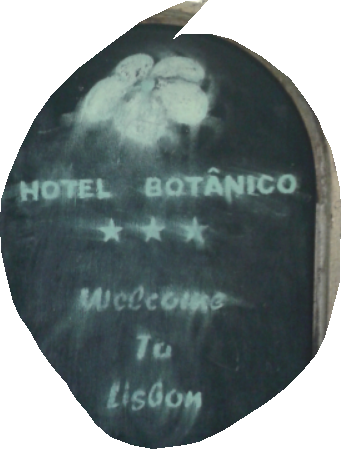 HOTEL BOTÂNICO
★ ★ ★
Welcome
To
Lisbon